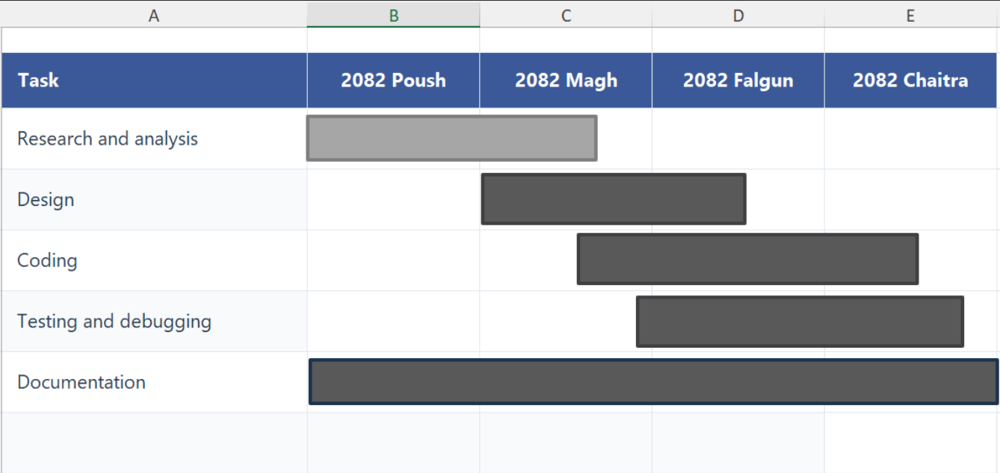 A B C D E
Task 2082 Poush 2082 Magh 2082 Falgun 2082 Chaitra
Research and analysis
Design
Coding
Testing and debugging
Documentation